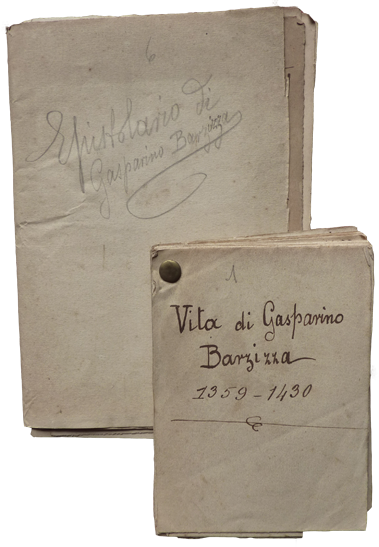 6
Epistolario di
Gasparino Barzizza
1
Vita di Gasparino
Barzizza
1359-1430